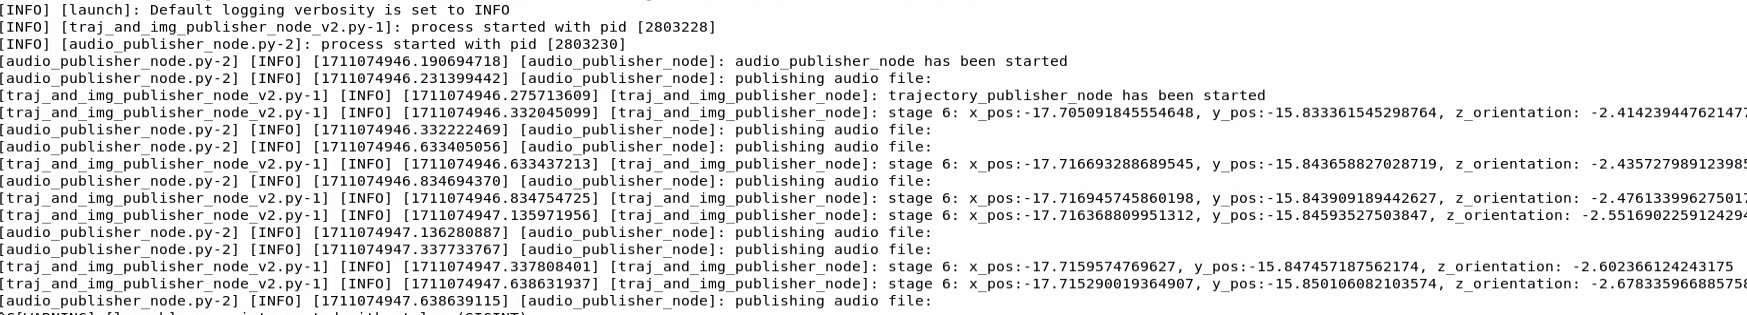 [INFO] [launch]: Default logging verbosity is set to INFO
[INFO] [traj_and_img_publisher_node_v2.py-1]: process started with pid [2803228]
[INFO] [audio_publisher_node.py-2]: process started with pid [2803230]
[audio_publisher_node.py-2] [INFO] [1711074946.190694718] [audio_publisher_node]: audio_publisher_node has been started
[audio_publisher_node.py-2] [INFO] [1711074946.231399442] [audio_publisher_node]: publishing audio file:
[traj_and_img_publisher_node_v2.py-1] [INFO] [1711074946.275713609] [traj_and_img_publisher_node]: trajectory_publisher_node has been started
[traj_and_img_publisher_node_v2.py-1] [INFO] [1711074946.332045099] [traj_and_img_publisher_node]: stage 6: x_pos:-17.705091845554648, y_pos:-15.833361545298764, z_orientation: -2.414239447621477
[audio_publisher_node.py-2] [INFO] [1711074946.332222469] [audio_publisher_node]: publishing audio file:
[audio_publisher_node.py-2] [INFO] [1711074946.633405056] [audio_publisher_node]: publishing audio file:
[traj_and_img_publisher_node_v2.py-1] [INFO] [1711074946.633437213] [traj_and_img_publisher_node]: stage 6: x_pos:-17.716693288689545, y_pos:-15.843658827028719, z_orientation: -2.435727989123985
[audio_publisher_node.py-2] [INFO] [1711074946.834694370] [audio_publisher_node]: publishing audio file:
[traj_and_img_publisher_node_v2.py-1] [INFO] [1711074946.834754725] [traj_and_img_publisher_node]: stage 6: x_pos:-17.716945745860198, y_pos:-15.843909189442627, z_orientation: -2.476133996275017
[traj_and_img_publisher_node_v2.py-1] [INFO] [1711074947.135971956] [traj_and_img_publisher_node]: stage 6: x_pos:-17.716368809951312, y_pos:-15.84593527503847, z_orientation: -2.5516902259124294
[audio_publisher_node.py-2] [INFO] [1711074947.136280887] [audio_publisher_node]: publishing audio file:
[audio_publisher_node.py-2] [INFO] [1711074947.337733767] [audio_publisher_node]: publishing audio file:
[traj_and_img_publisher_node_v2.py-1] [INFO] [1711074947.337808401] [traj_and_img_publisher_node]: stage 6: x_pos:-17.7159574769627, y_pos:-15.847457187562174, z_orientation: -2.602366124243175
[traj_and_img_publisher_node_v2.py-1] [INFO] [1711074947.638631937] [traj_and_img_publisher_node]: stage 6: x_pos:-17.715290019364907, y_pos:-15.850106082103574, z_orientation: -2.678335966885758
[audio_publisher_node.py-2] [INFO] [1711074947.638639115] [audio_publisher_node]: publishing audio file: